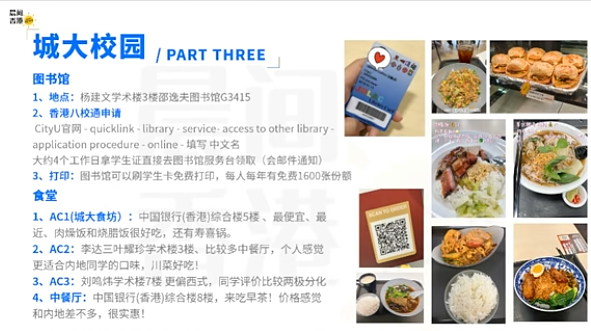 晨间
香港
城大校园 / PART THREE
图书馆
1、地点：杨建文学术楼3楼邵逸夫图书馆G3415
2、香港八校通申请
CityU官网 - quicklink - library - service- access to other library -
application procedure - online - 填写 中文名
大约4个工作日拿学生证直接去图书馆服务台领取（会邮件通知）
3、打印：图书馆可以刷学生卡免费打印，每人每年有免费1600张份额
食堂
1、AC1(城大食坊）：中国银行(香港)综合楼5楼 、最便宜、最
近、肉燥饭和烧腊饭很好吃，还有寿喜锅。
2、AC2：李达三叶耀珍学术楼3楼、比较多中餐厅，个人感觉
更适合内地同学的口味，川菜好吃！
3、AC3：刘鸣炜学术楼7楼 更偏西式，同学评价比较两极分化
4、中餐厅：中国银行(香港)综合楼8楼，来吃早茶！价格感觉
和内地差不多，很实惠！
SCAN TO ORDER